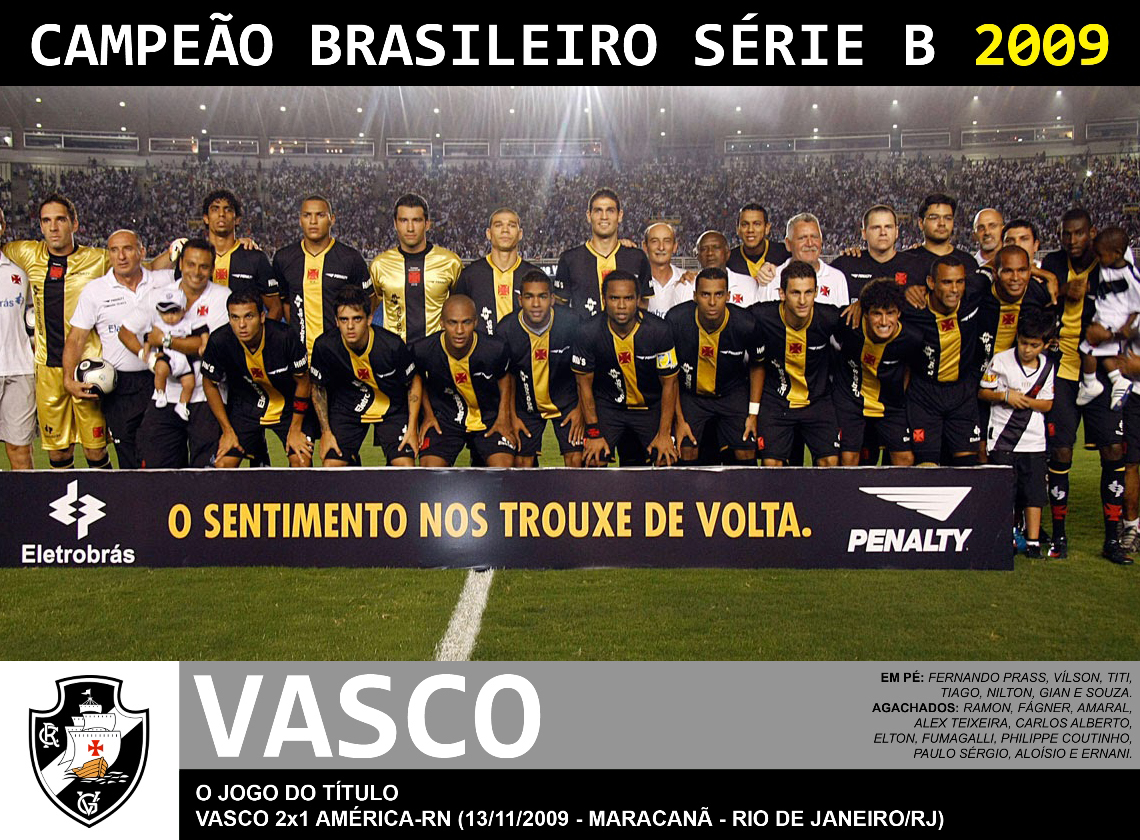 CAMPEÃO BRASILEIRO SÉRIE B 2009
O SENTIMENTO NOS TROUXE DE VOLTA.
Eletrobrás
PENALTY
VASCO
EM PÉ: FERNANDO PRASS, VÍLSON, TITI,
TIAGO, NILTON, GIAN E SOUZA.
AGACHADOS: RAMON, FÁGNER, AMARAL,
ALEX TEIXEIRA, CARLOS ALBERTO,
ELTON, FUMAGALLI, PHILIPPE COUTINHO,
PAULO SÉRGIO, ALOÍSIO E ERNANI.
O JOGO DO TÍTULO
VASCO 2x1 AMÉRICA-RN (13/11/2009 - MARACANÃ - RIO DE JANEIRO/RJ)